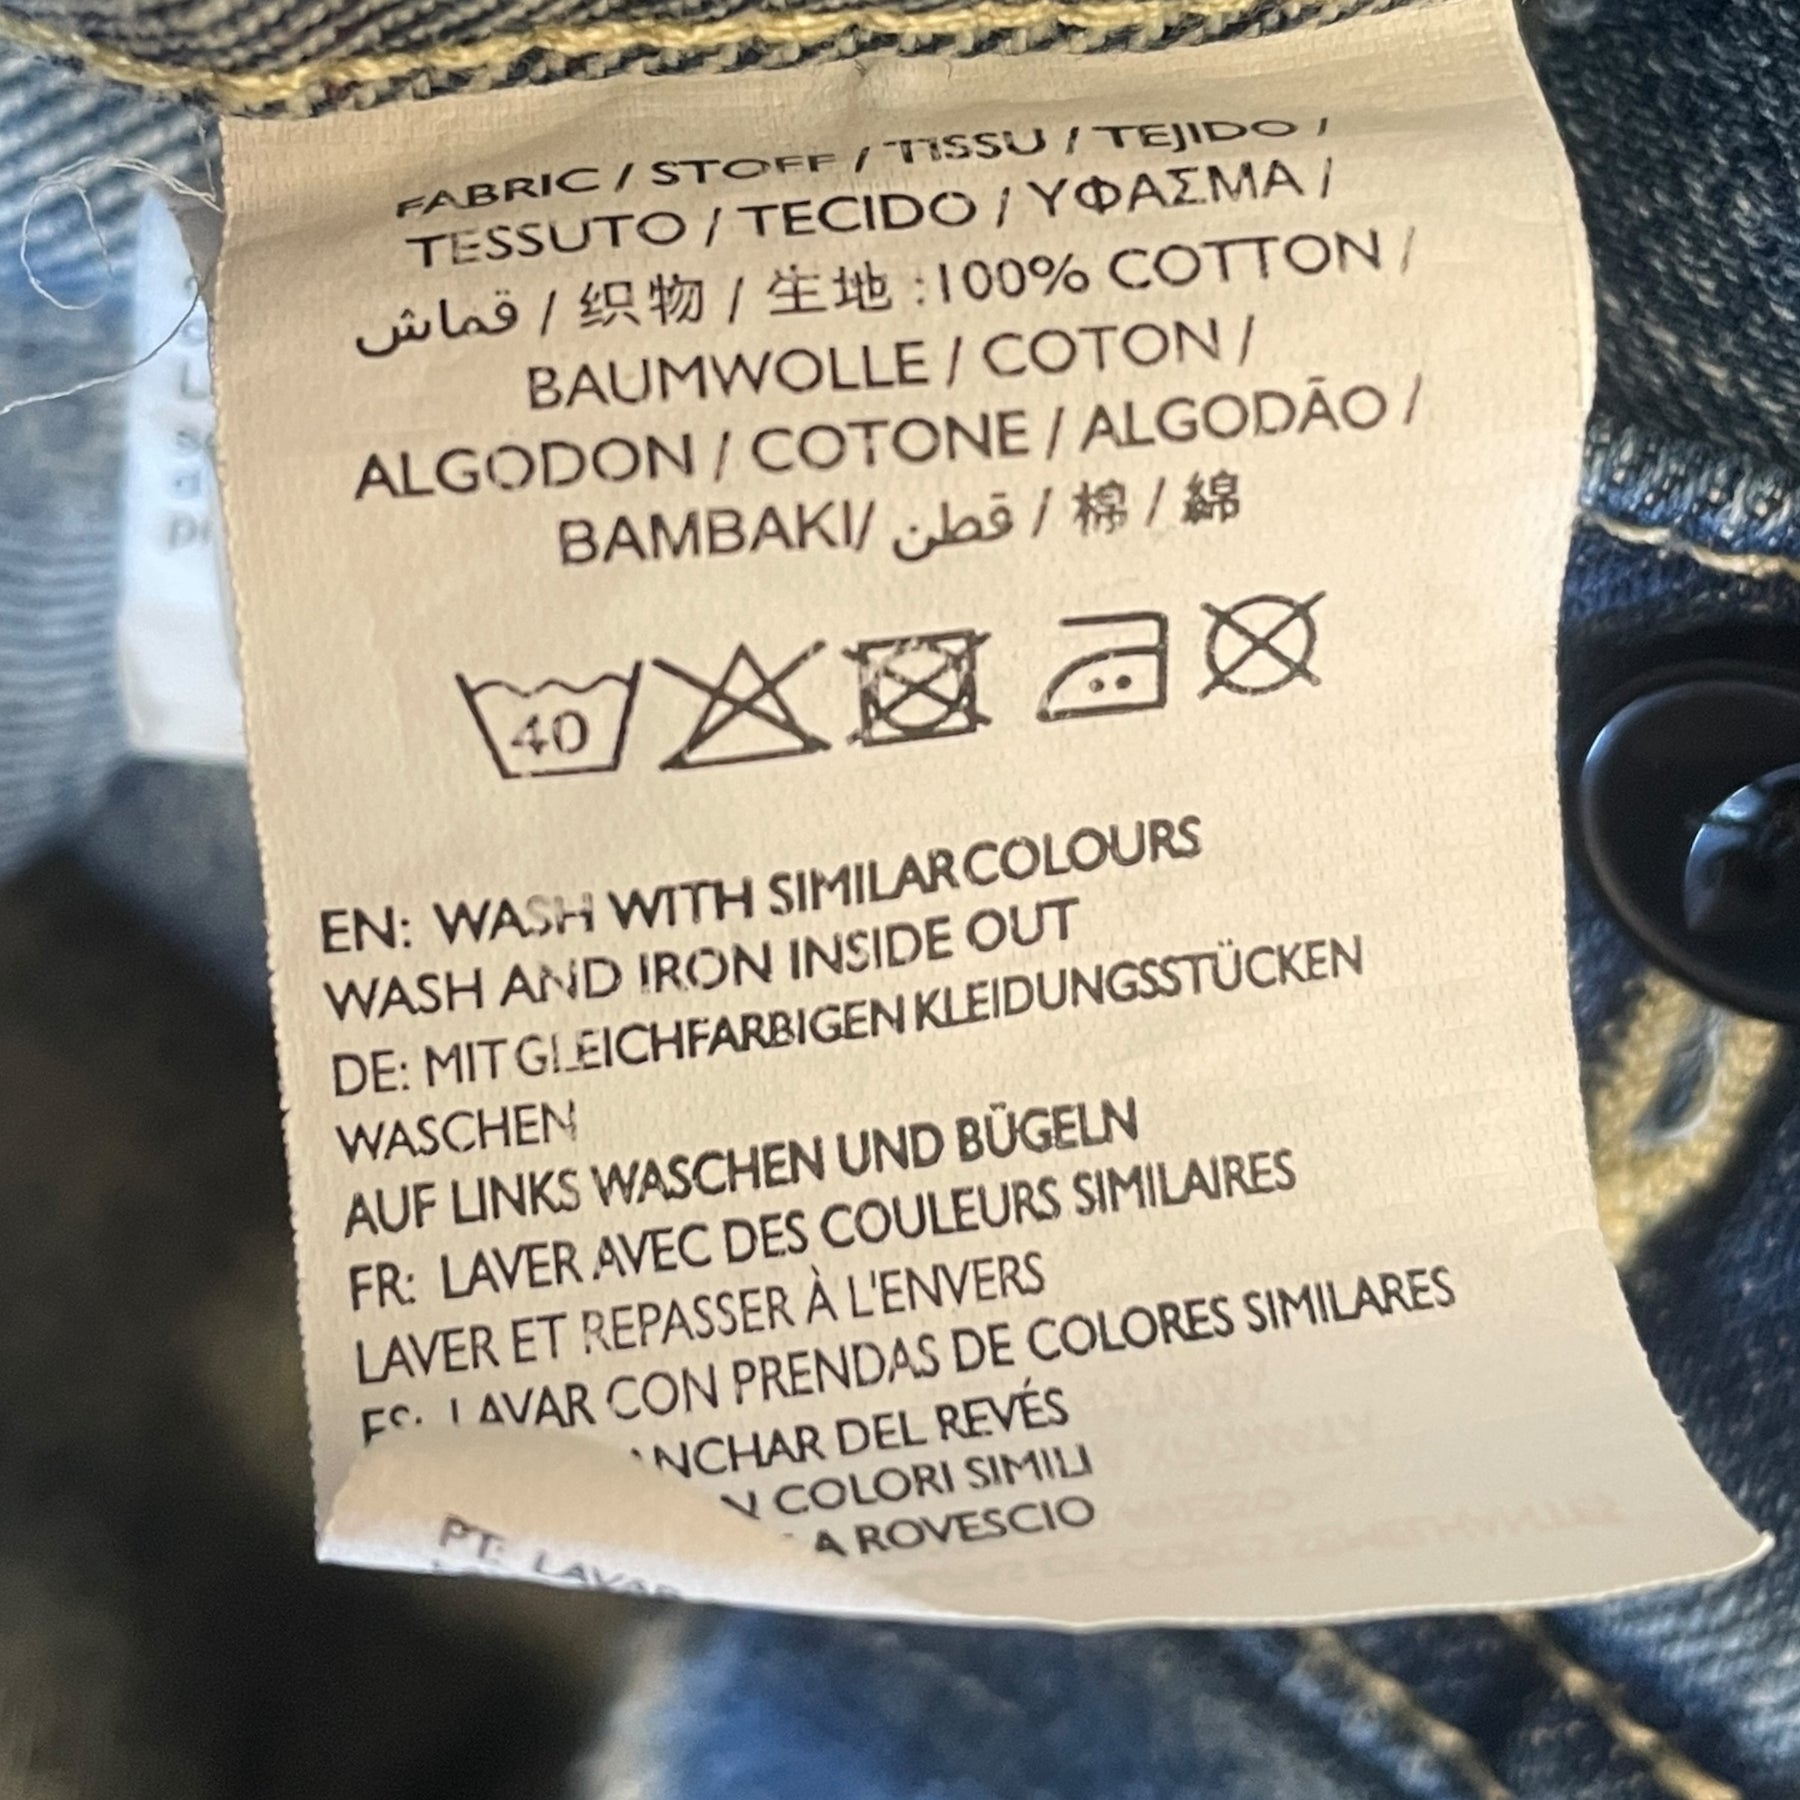 FABRIC / STOFF / TISSU / TEJIDO /
TESSUTO / TECIDO / ΥΦΑΣΜΑ /
قماش / 织物 / 生地 :100% COTTON /
BAUMWOLLE / COTON /
ALGODON / COTONE / ALGODÃO /
BAMBAKI/ قطن / 棉 / 綿
40
EN: WASH WITH SIMILAR COLOURS
WASH AND IRON INSIDE OUT
DE: MIT GLEICHFARBIGEN KLEIDUNGSSTÜCKEN
WASCHEN
AUF LINKS WASCHEN UND BÜGELN
FR: LAVER AVEC DES COULEURS SIMILAIRES
LAVER ET REPASSER À L'ENVERS
ES: LAVAR CON PRENDAS DE COLORES SIMILARES
DEL REVÉS
COLORI SIMILI
ROVESCIO
PT: LAVAR